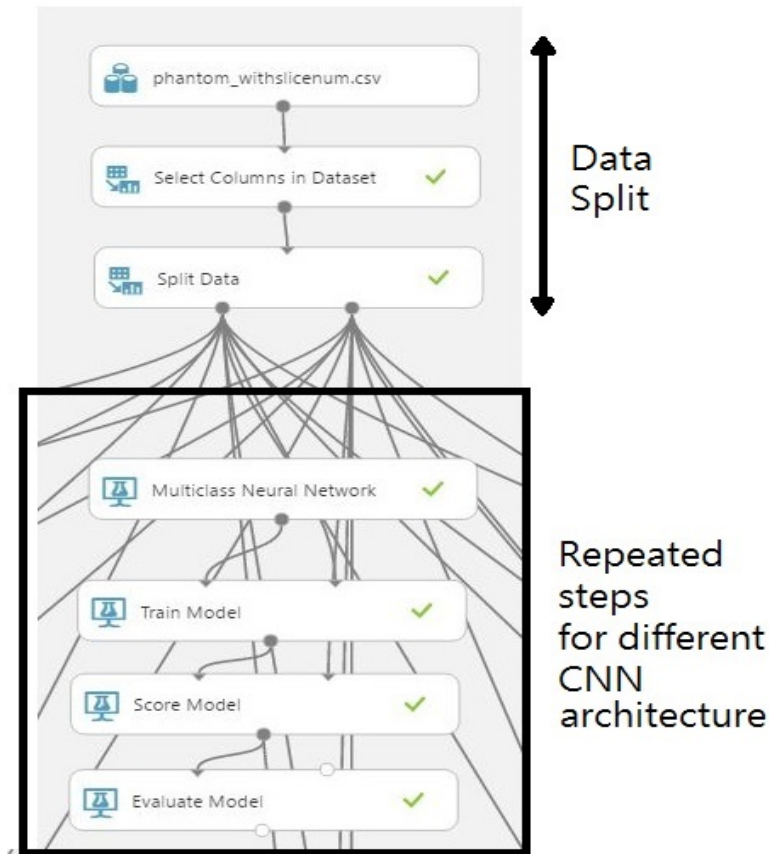 phantom_withslicenum.csv
Select Columns in Dataset
Split Data
Data
Split
Multiclass Neural Network
Train Model
Score Model
Evaluate Model
Repeated
steps
for different
CNN
architecture